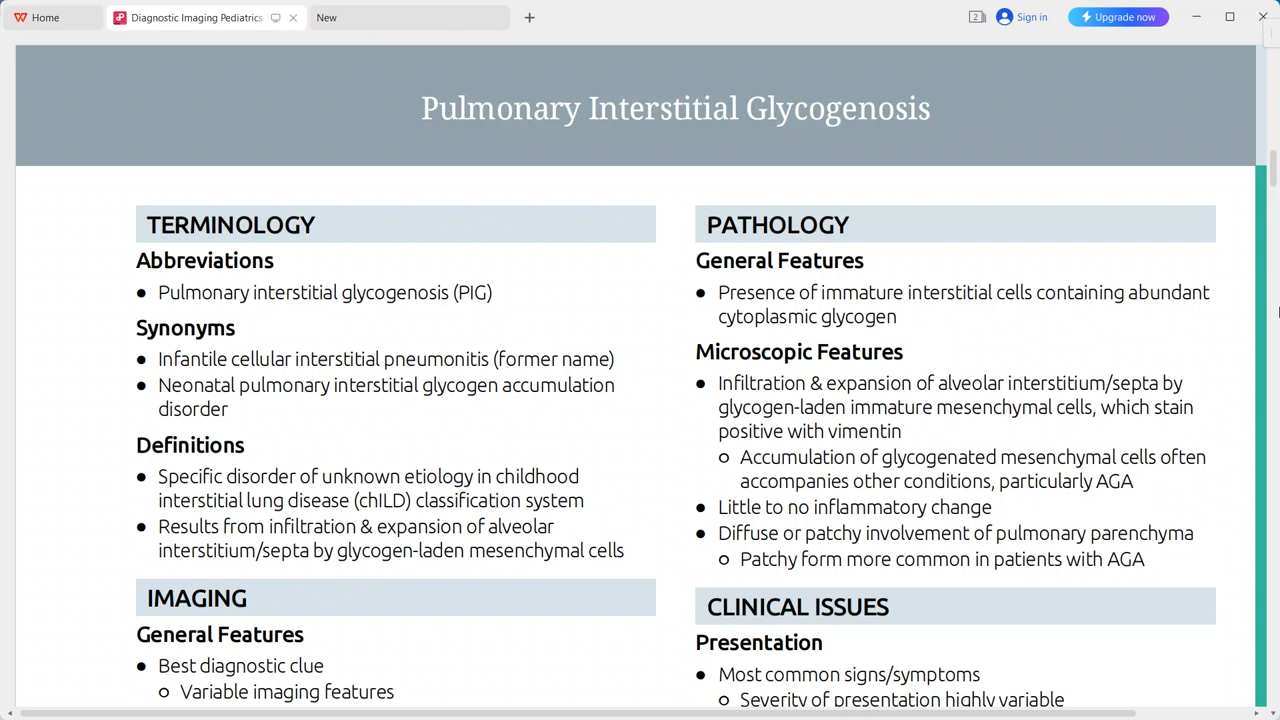 Home
Diagnostic Imaging Pediatrics
New
2
Sign in
Upgrade now
Pulmonary Interstitial Glycogenosis
TERMINOLOGY
Abbreviations
● Pulmonary interstitial glycogenosis (PIG)
Synonyms
● Infantile cellular interstitial pneumonitis (former name)
● Neonatal pulmonary interstitial glycogen accumulation
disorder
Definitions
● Specific disorder of unknown etiology in childhood
interstitial lung disease (chILD) classification system
● Results from infiltration & expansion of alveolar
interstitium/septa by glycogen-laden mesenchymal cells
IMAGING
General Features
● Best diagnostic clue
○ Variable imaging features
PATHOLOGY
General Features
● Presence of immature interstitial cells containing abundant
cytoplasmic glycogen
Microscopic Features
● Infiltration & expansion of alveolar interstitium/septa by
glycogen-laden immature mesenchymal cells, which stain
positive with vimentin
○ Accumulation of glycogenated mesenchymal cells often
accompanies other conditions, particularly AGA
● Little to no inflammatory change
● Diffuse or patchy involvement of pulmonary parenchyma
○ Patchy form more common in patients with AGA
CLINICAL ISSUES
Presentation
● Most common signs/symptoms
○ Severity of presentation highly variable